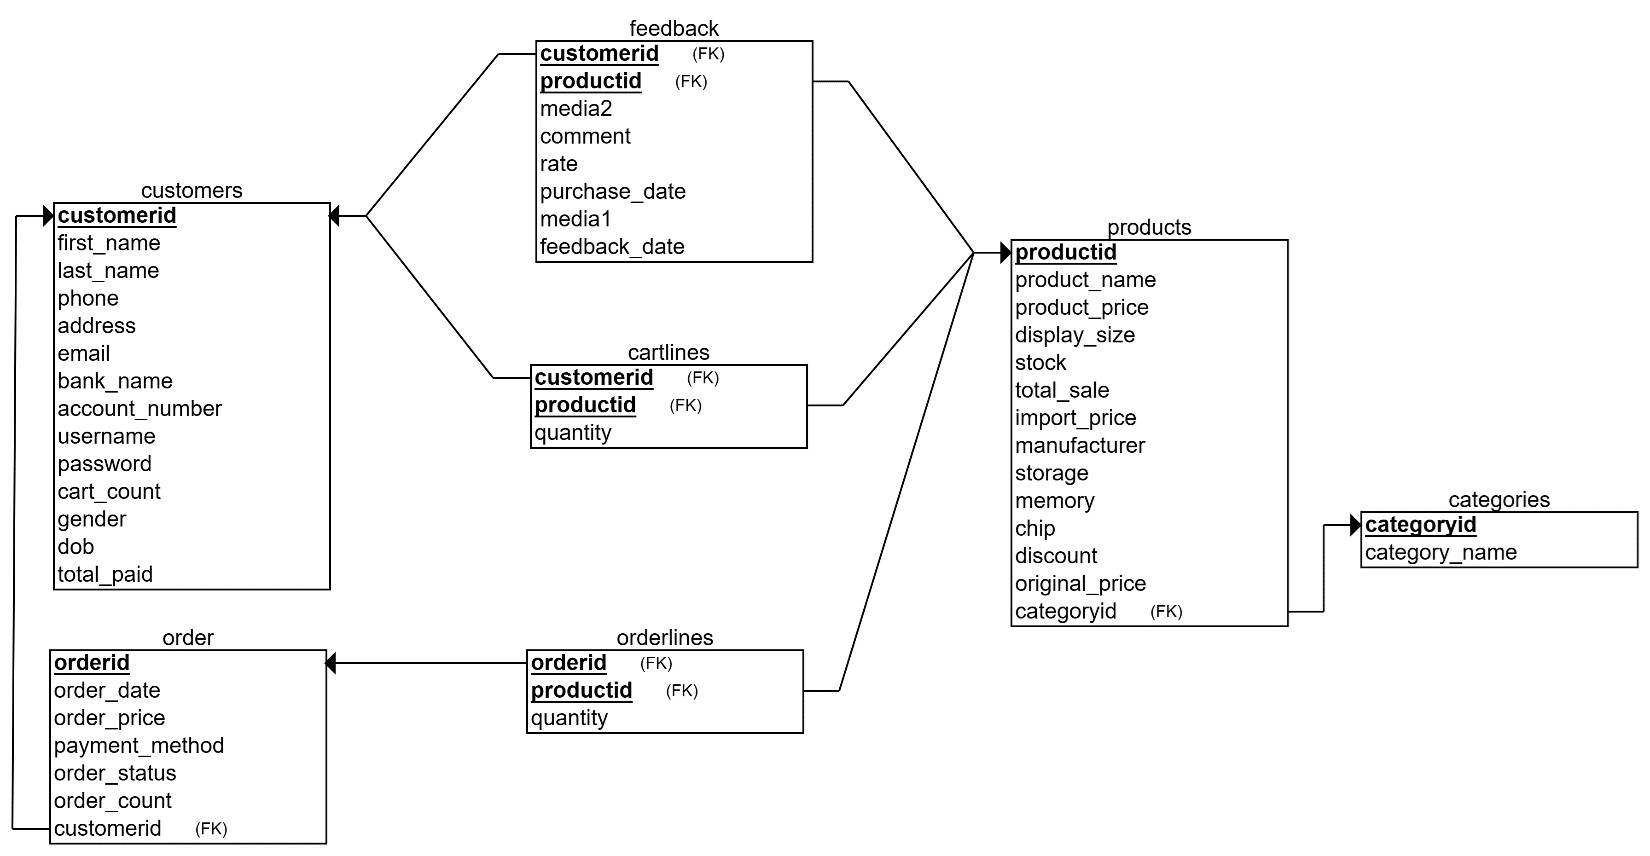 feedback
customerid (FK)
productid (FK)
media2
comment
rate
purchase_date
media1
feedback_date
customers
customerid
first_name
last_name
phone
address
email
bank_name
account_number
username
password
cart_count
gender
dob
total_paid
cartlines
customerid (FK)
productid (FK)
quantity
products
productid
product_name
product_price
display_size
stock
total_sale
import_price
manufacturer
storage
memory
chip
discount
original_price
categoryid (FK)
categories
categoryid
category_name
order
orderid
order_date
order_price
payment_method
order_status
order_count
customerid (FK)
orderlines
orderid (FK)
productid (FK)
quantity